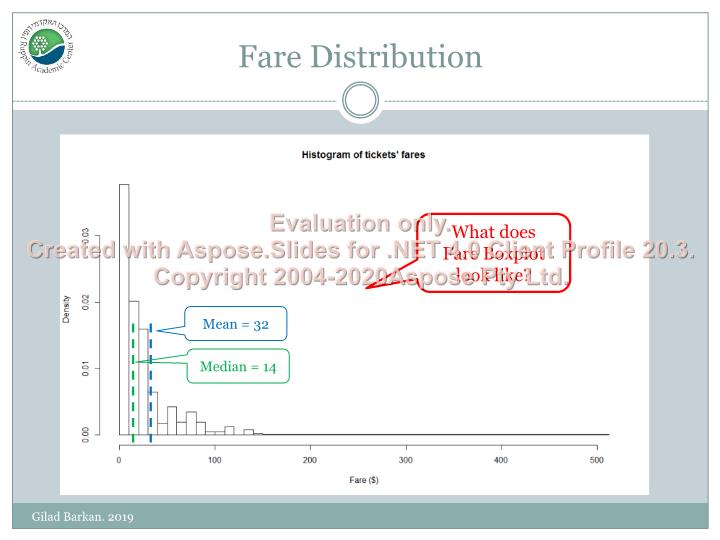 Ruppin Academic Center
Fare Distribution
Histogram of tickets' fares
Evaluation only.
Created with Aspose.Slides for .NET 4.0 Client Profile 20.3.
Copyright 2004-2020Aspose Pty Ltd.
What does
Fare Boxplot
look like?
Mean = 32
Median = 14
Density
0.00
0.01
0.02
0.03
0
100
200
300
400
500
Fare ($)
Gilad Barkan. 2019